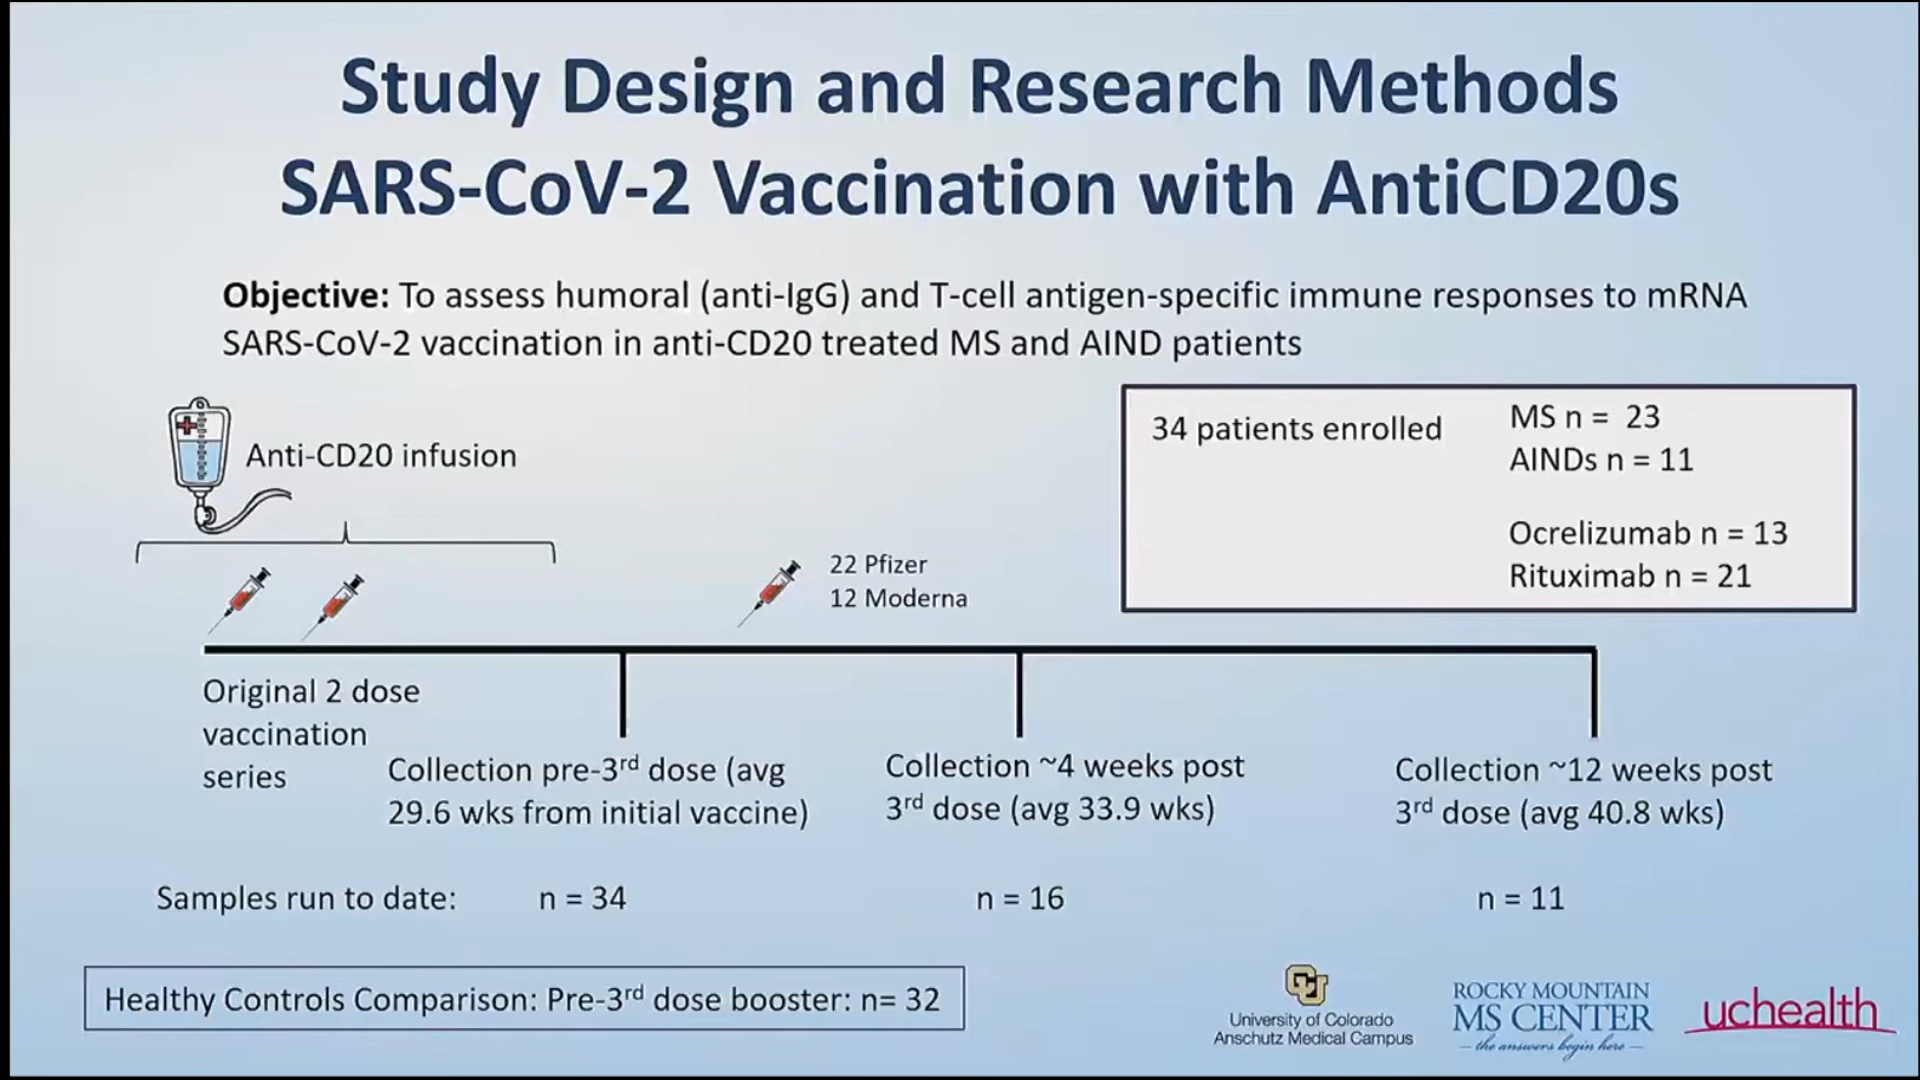 Study Design and Research Methods
SARS-CoV-2 Vaccination with AntiCD20s
Objective: To assess humoral (anti-IgG) and T-cell antigen-specific immune responses to mRNA
SARS-CoV-2 vaccination in anti-CD20 treated MS and AIND patients
Anti-CD20 infusion
34 patients enrolled
MS n = 23
AINDs n = 11
Ocrelizumab n = 13
Rituximab n = 21
22 Pfizer
12 Moderna
Original 2 dose
vaccination
series
Collection pre-3rd dose (avg
29.6 wks from initial vaccine)
Collection ~4 weeks post
3rd dose (avg 33.9 wks)
Collection ~12 weeks post
3rd dose (avg 40.8 wks)
Samples run to date: n = 34 n = 16 n = 11
Healthy Controls Comparison: Pre-3rd dose booster: n= 32
CU
University of Colorado
Anschutz Medical Campus
ROCKY MOUNTAIN
MS CENTER
— the answers begin here —
uchealth